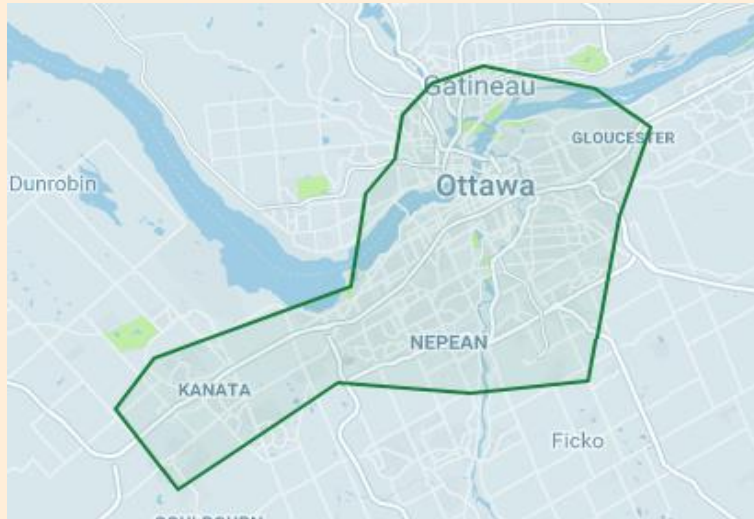 Gatineau
GLOUCESTER
Dunrobin
Ottawa
NEPEAN
KANATA
Ficko